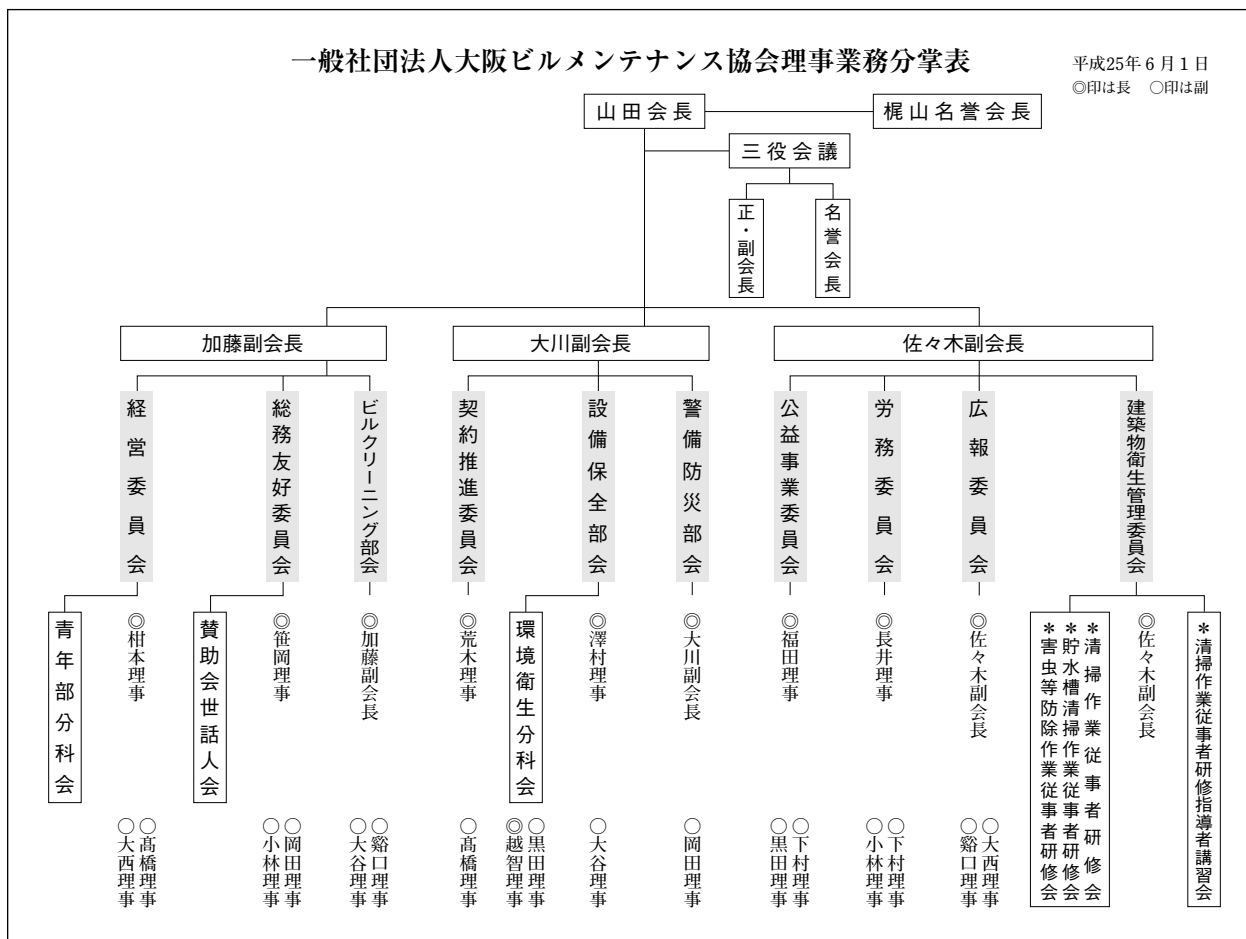 一般社団法人大阪ビルメンテナンス協会理事業務分掌表
平成25年6月1日
◎印は長　○印は副
山田会長
梶山名誉会長
三役会議
正・副会長
名誉会長
加藤副会長
大川副会長
佐々木副会長
経営委員会
総務友好委員会
ビルクリーニング部会
契約推進委員会
設備保全部会
警備防災部会
公益事業委員会
労務委員会
広報委員会
建築物衛生管理委員会
青年部分科会
◎柑本理事
○髙橋理事
○大西理事
賛助会世話人会
◎笹岡理事
○岡田理事
○小林理事
◎加藤副会長
○谿口理事
○大谷理事
◎荒木理事
○髙橋理事
環境衛生分科会
○黒田理事
◎越智理事
◎澤村理事
○大谷理事
◎大川副会長
○岡田理事
◎福田理事
○下村理事
○黒田理事
◎長井理事
○下村理事
○小林理事
◎佐々木副会長
○大西理事
○谿口理事
＊清掃作業従事者研修会
＊貯水槽清掃作業従事者研修会
＊害虫等防除作業従事者研修会
◎佐々木副会長
＊清掃作業従事者研修指導者講習会